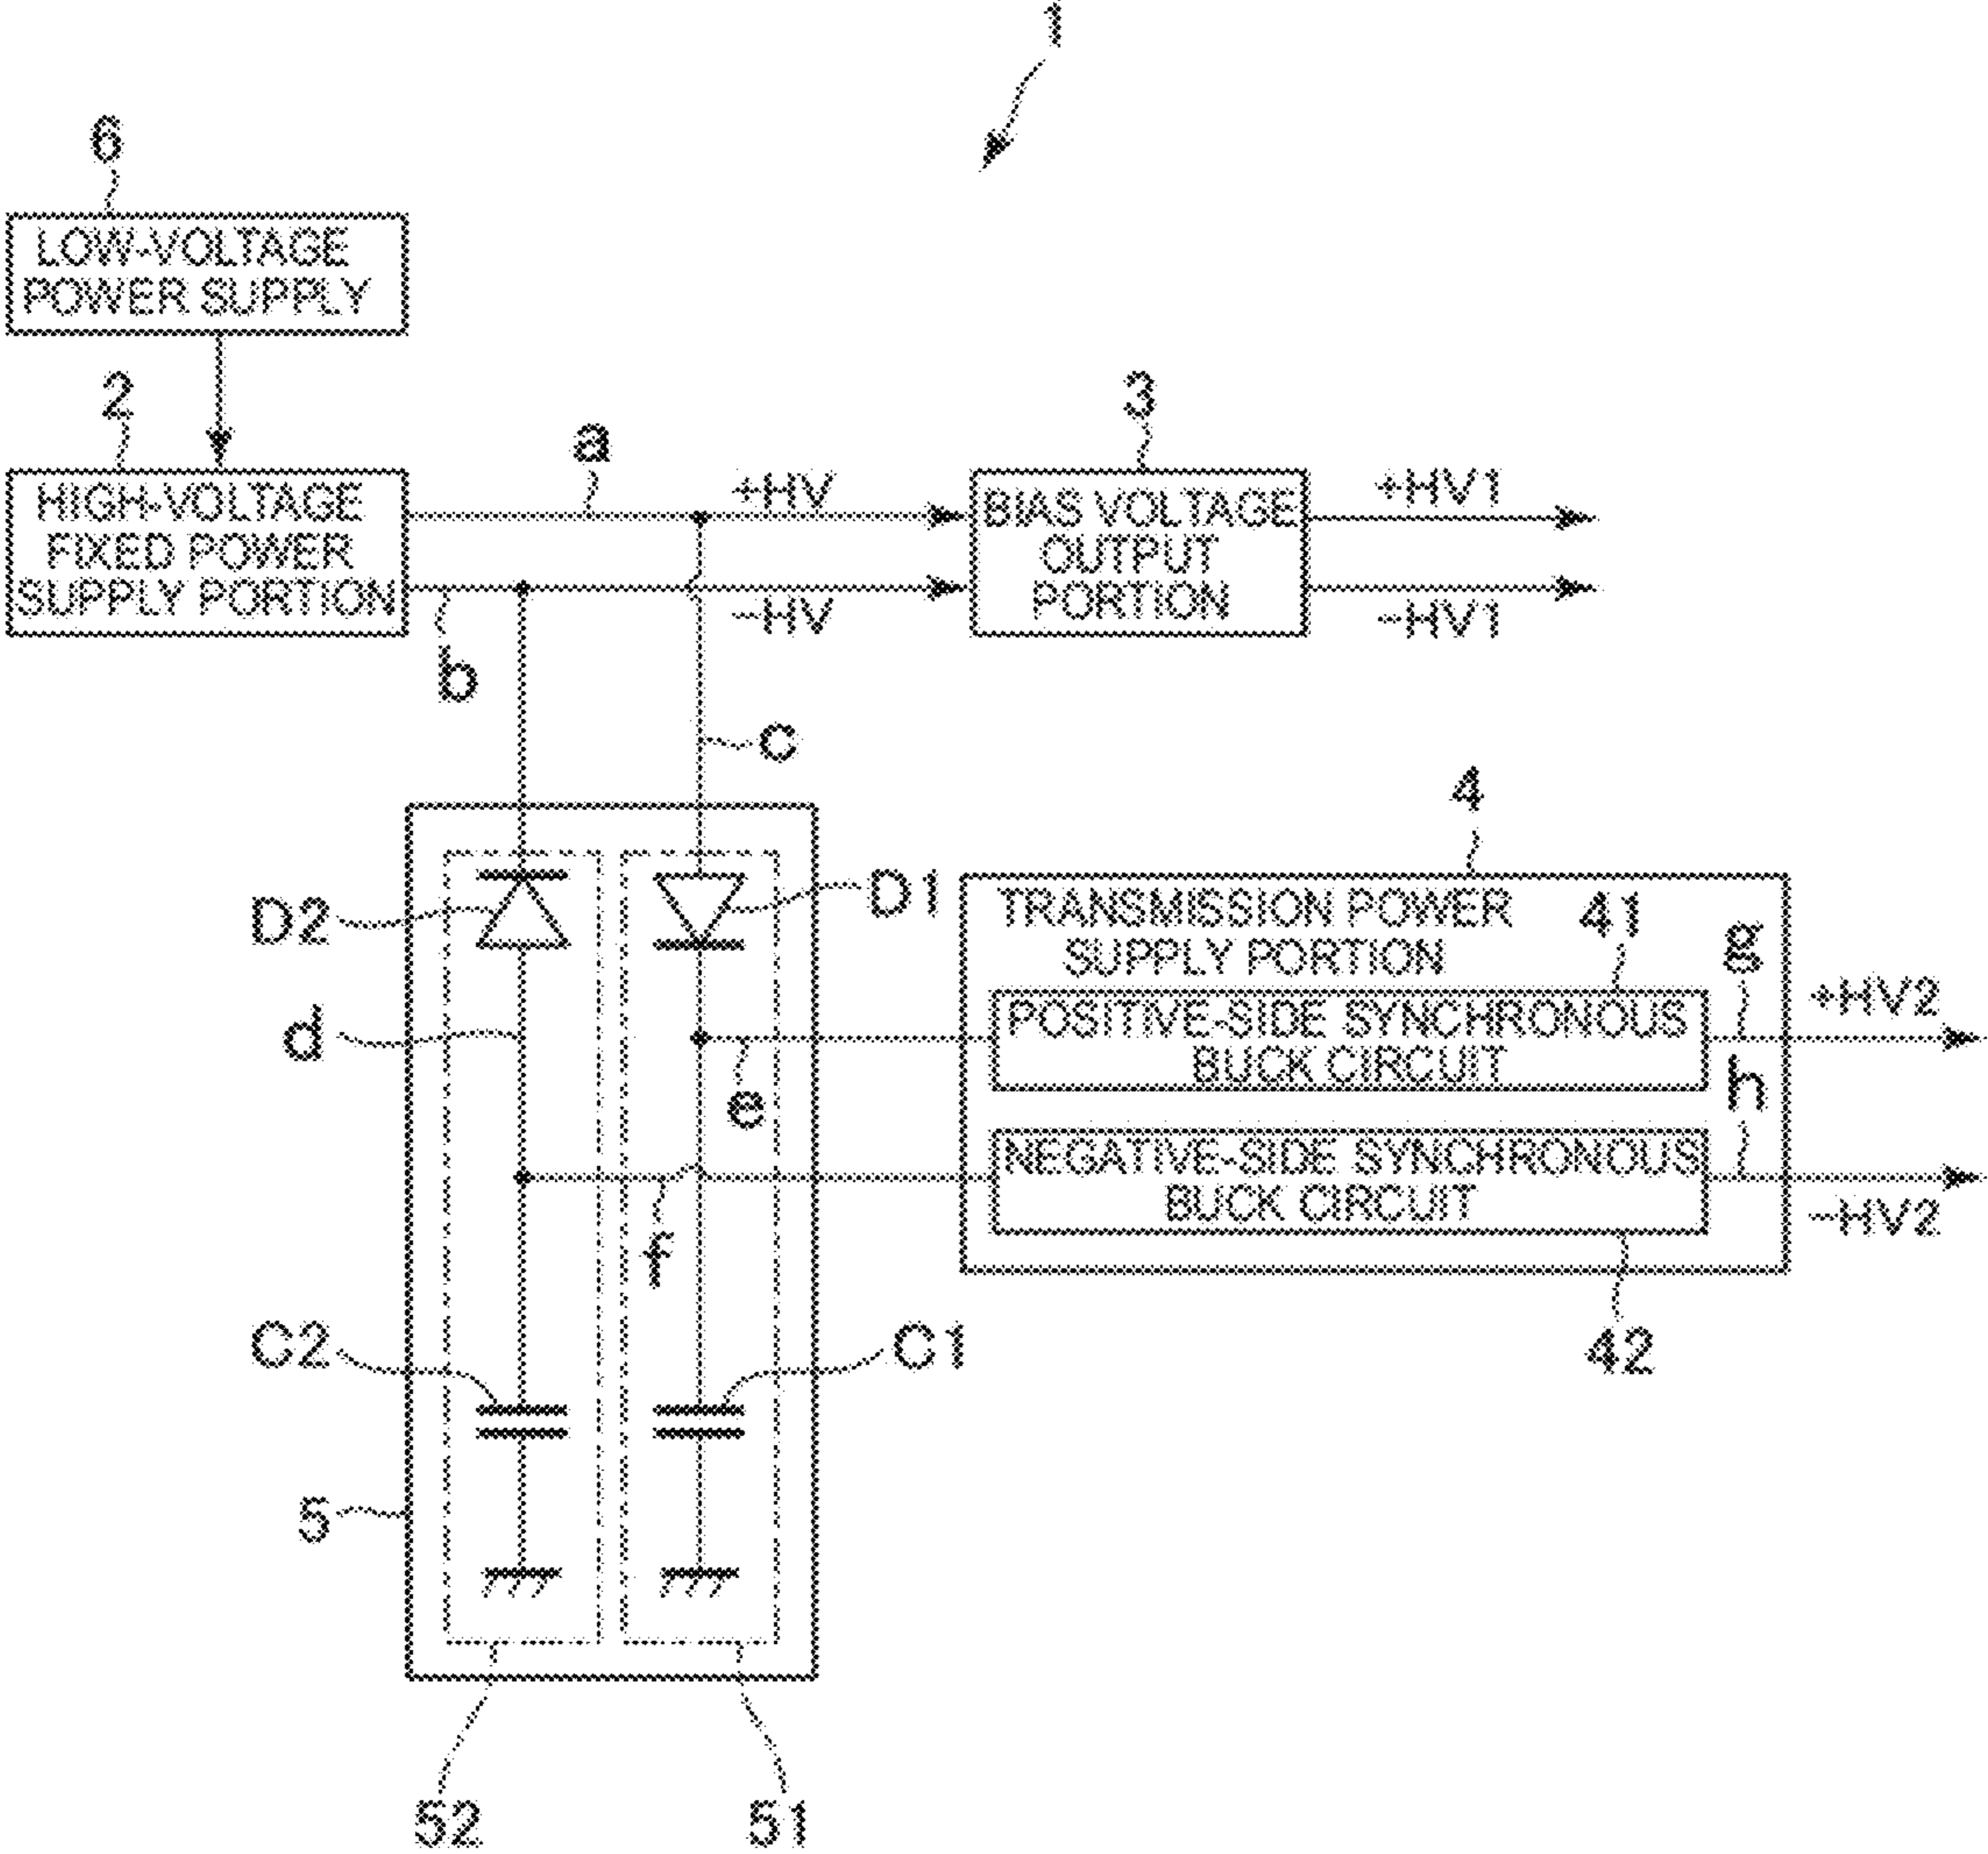 1
6
LOW-VOLTAGE
POWER SUPPLY
2
HIGH-VOLTAGE
FIXED POWER
SUPPLY PORTION
a
b
+HV
-HV
3
BIAS VOLTAGE
OUTPUT
PORTION
+HV1
-HV1
c
D2
D1
d
e
f
C2
C1
5
52
51
4
TRANSMISSION POWER
SUPPLY PORTION
41
POSITIVE-SIDE SYNCHRONOUS
BUCK CIRCUIT
g
+HV2
h
NEGATIVE-SIDE SYNCHRONOUS
BUCK CIRCUIT
-HV2
42